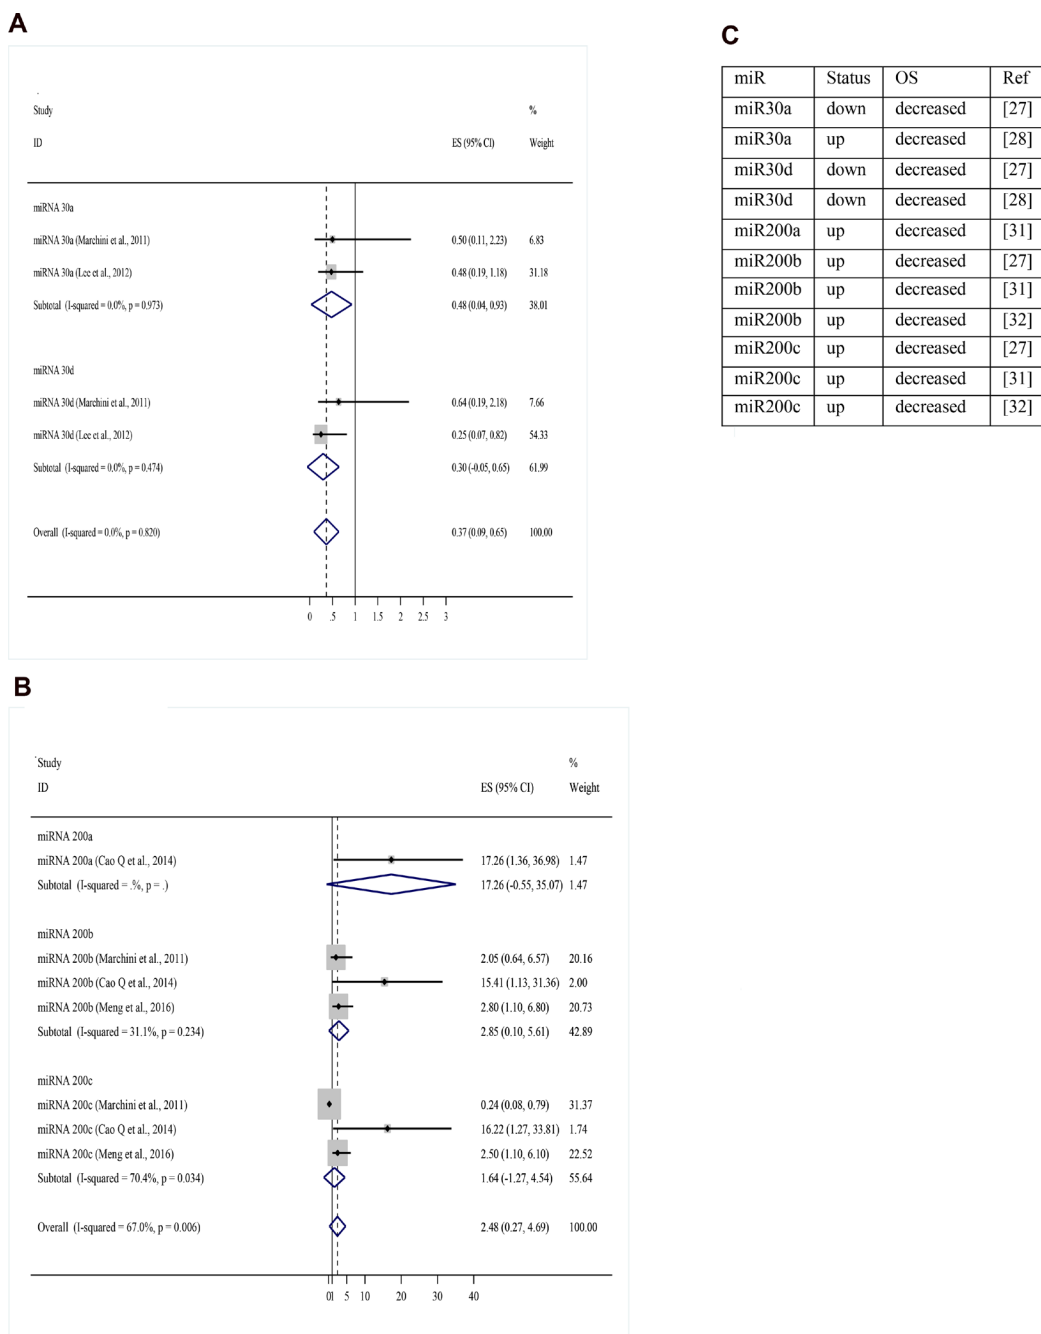 A
Study %
ID ES (95% CI) Weight
miRNA 30a
miRNA 30a (Marchini et al., 2011) 0.50 (0.11, 2.23) 6.83
miRNA 30a (Lee et al., 2012) 0.48 (0.19, 1.18) 31.18
Subtotal (I-squared = 0.0%, p = 0.973) 0.48 (0.04, 0.93) 38.01
miRNA 30d
miRNA 30d (Marchini et al., 2011) 0.64 (0.19, 2.18) 7.66
miRNA 30d (Lee et al., 2012) 0.25 (0.07, 0.82) 54.33
Subtotal (I-squared = 0.0%, p = 0.474) 0.30 (-0.05, 0.65) 61.99
Overall (I-squared = 0.0%, p = 0.820) 0.37 (0.09, 0.65) 100.00
0 .5 1 1.5 2 2.5 3
B
Study %
ID ES (95% CI) Weight
miRNA 200a
miRNA 200a (Cao Q et al., 2014) 17.26 (1.36, 36.98) 1.47
Subtotal (I-squared = .%, p = .) 17.26 (-0.55, 35.07) 1.47
miRNA 200b
miRNA 200b (Marchini et al., 2011) 2.05 (0.64, 6.57) 20.16
miRNA 200b (Cao Q et al., 2014) 15.41 (1.13, 31.36) 2.00
miRNA 200b (Meng et al., 2016) 2.80 (1.10, 6.80) 20.73
Subtotal (I-squared = 31.1%, p = 0.234) 2.85 (0.10, 5.61) 42.89
miRNA 200c
miRNA 200c (Marchini et al., 2011) 0.24 (0.08, 0.79) 31.37
miRNA 200c (Cao Q et al., 2014) 16.22 (1.27, 33.81) 1.74
miRNA 200c (Meng et al., 2016) 2.50 (1.10, 6.10) 22.52
Subtotal (I-squared = 70.4%, p = 0.034) 1.64 (-1.27, 4.54) 55.64
Overall (I-squared = 67.0%, p = 0.006) 2.48 (0.27, 4.69) 100.00
0 1 5 10 20 30 40
C
miR Status OS Ref
miR30a down decreased [27]
miR30a up decreased [28]
miR30d down decreased [27]
miR30d down decreased [28]
miR200a up decreased [31]
miR200b up decreased [27]
miR200b up decreased [31]
miR200b up decreased [32]
miR200c up decreased [27]
miR200c up decreased [31]
miR200c up decreased [32]